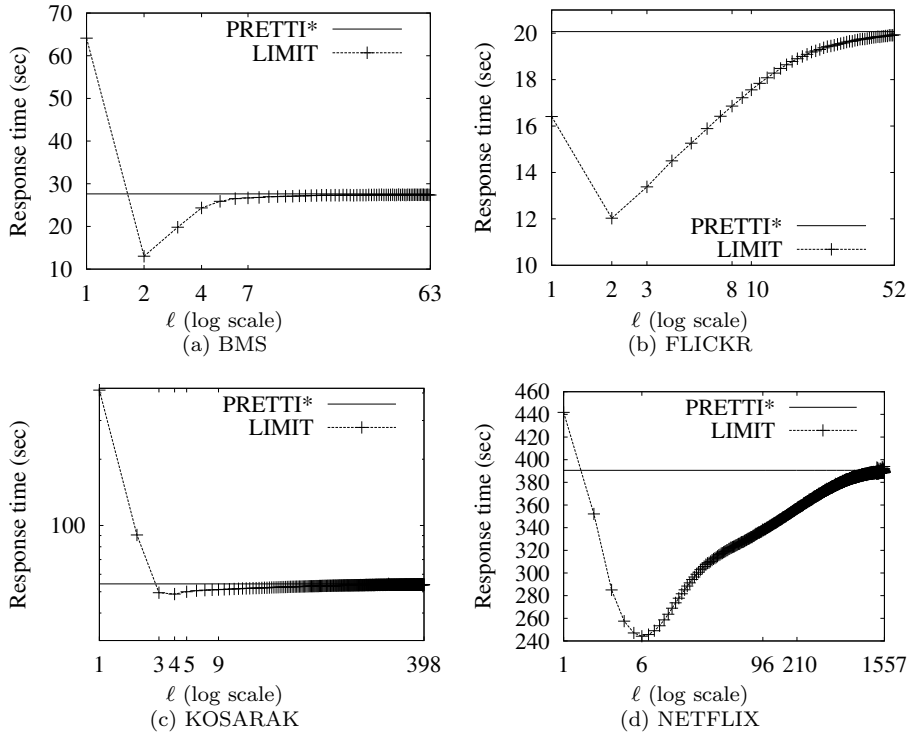 70
60
50
40
30
20
10
Response time (sec)
PRETTI*
LIMIT
1 2 4 7 63
ℓ (log scale)
(a) BMS
20
18
16
14
12
10
Response time (sec)
PRETTI*
LIMIT
1 2 3 8 10 52
ℓ (log scale)
(b) FLICKR
100
Response time (sec)
PRETTI*
LIMIT
1 3 4 5 9 398
ℓ (log scale)
(c) KOSARAK
460
440
420
400
380
360
340
320
300
280
260
240
Response time (sec)
PRETTI*
LIMIT
1 6 96 210 1557
ℓ (log scale)
(d) NETFLIX